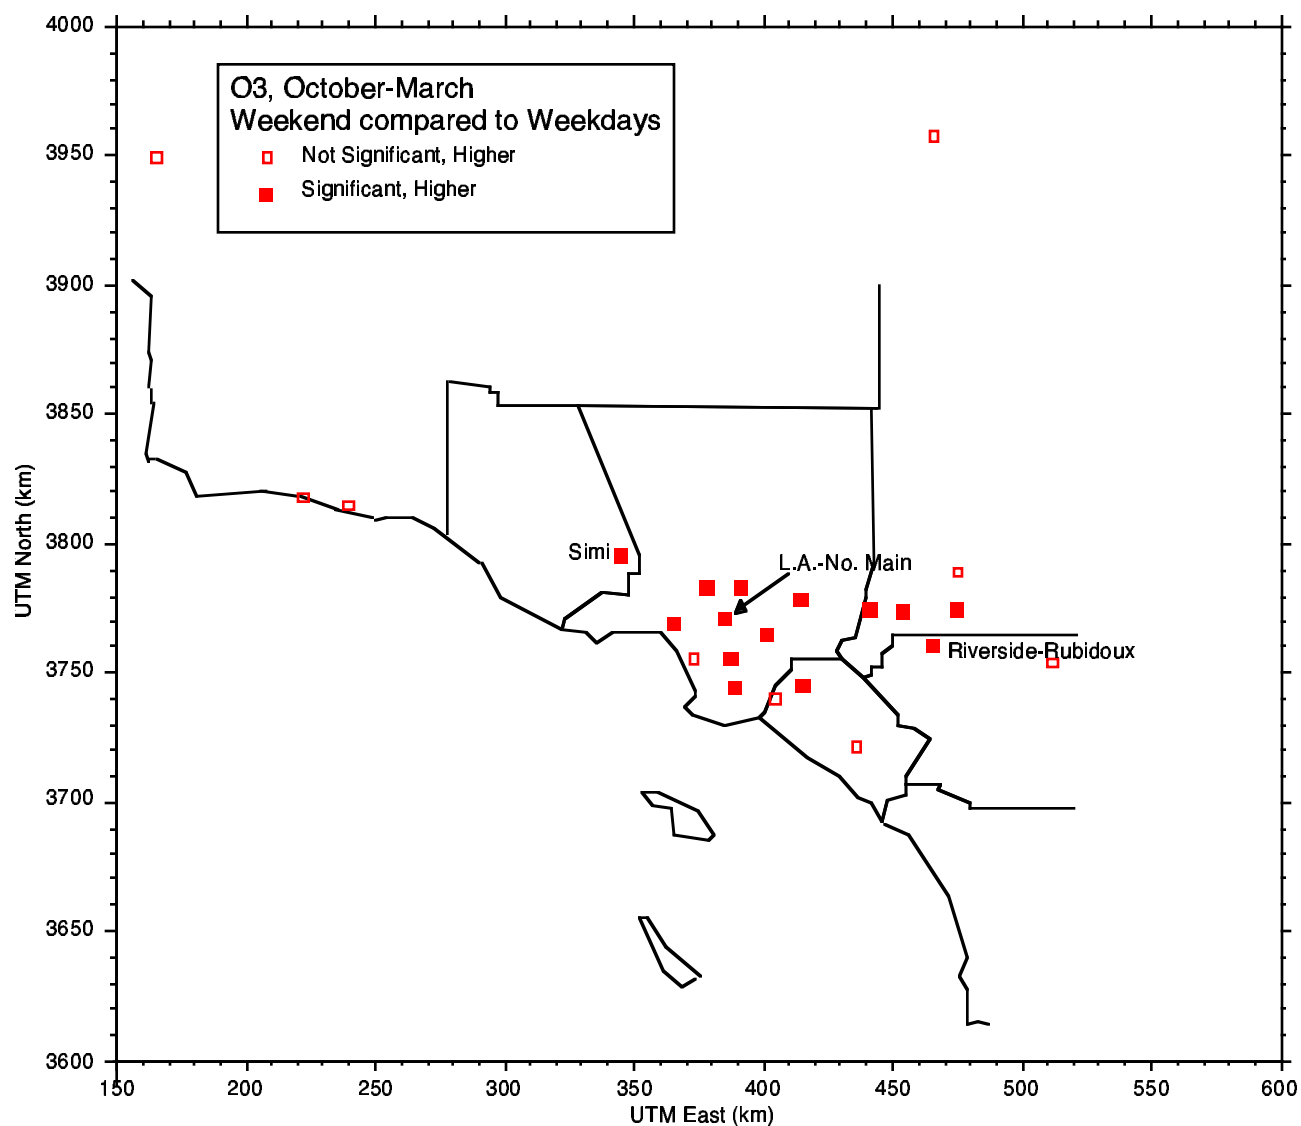 4000
O3, October-March
Weekend compared to Weekdays
Not Significant, Higher
Significant, Higher
3950
3900
3850
3800
3750
3700
3650
3600
UTM North (km)
Simi
L.A.-No. Main
Riverside-Rubidoux
150 200 250 300 350 400 450 500 550 600
UTM East (km)